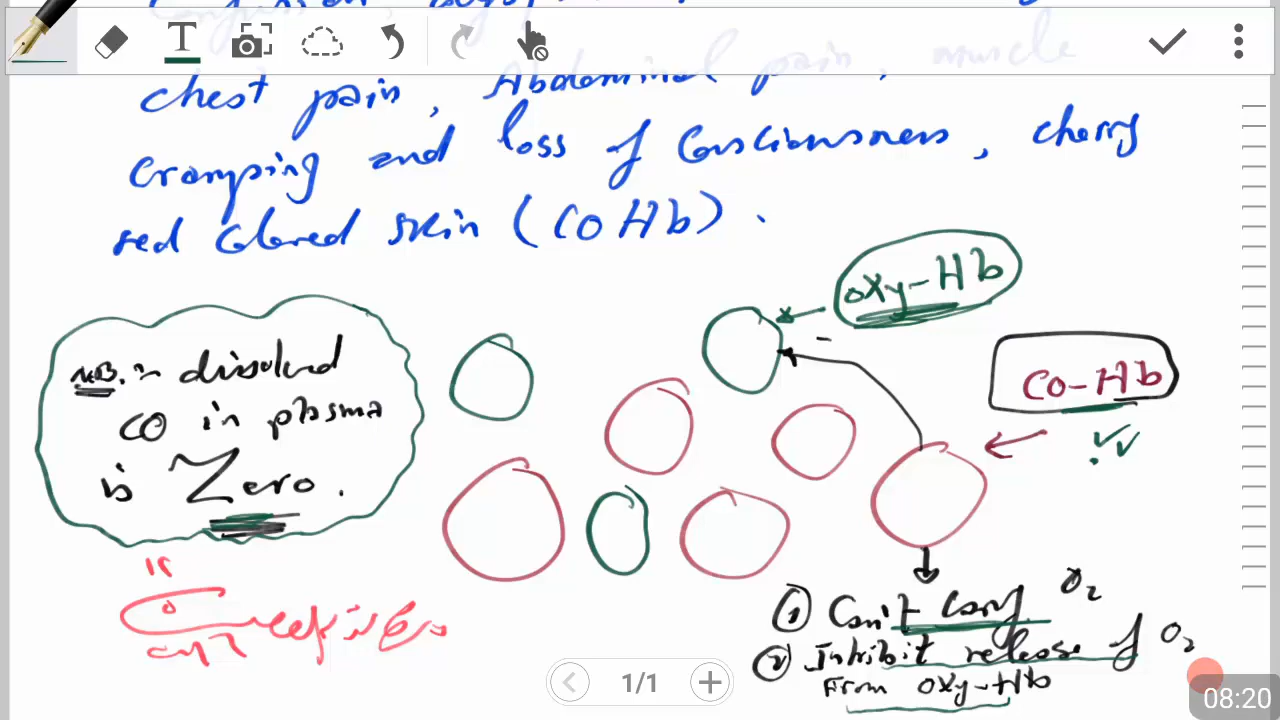 chest pain, Abdominal pain, muscle
cramping and loss of Consciousness, cherry
red colored skin (COHb).
oxy-Hb
CO-Hb
N.B. :- dissolved
CO in plasma
is Zero.
① Can't carry O₂
② Inhibit release of O₂
From oxy-Hb
1/1
08:20